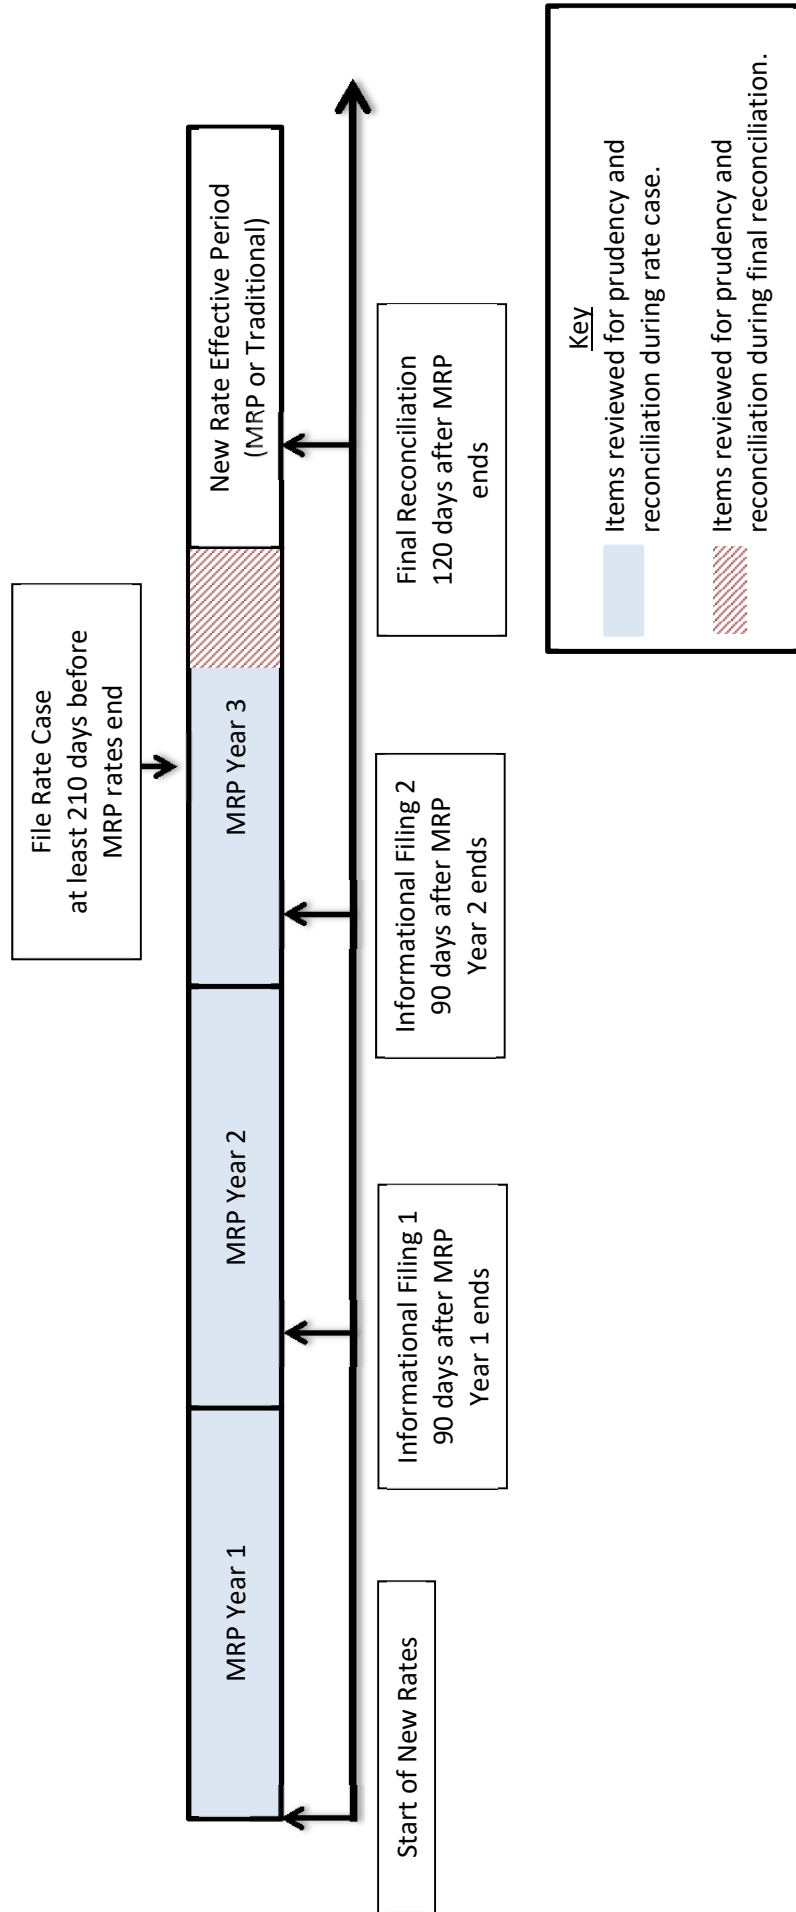 File Rate Case
at least 210 days before
MRP rates end
MRP Year 1
MRP Year 2
MRP Year 3
New Rate Effective Period
(MRP or Traditional)
Start of New Rates
Informational Filing 1
90 days after MRP
Year 1 ends
Informational Filing 2
90 days after MRP
Year 2 ends
Final Reconciliation
120 days after MRP
ends
Key
Items reviewed for prudency and
reconciliation during rate case.
Items reviewed for prudency and
reconciliation during final reconciliation.